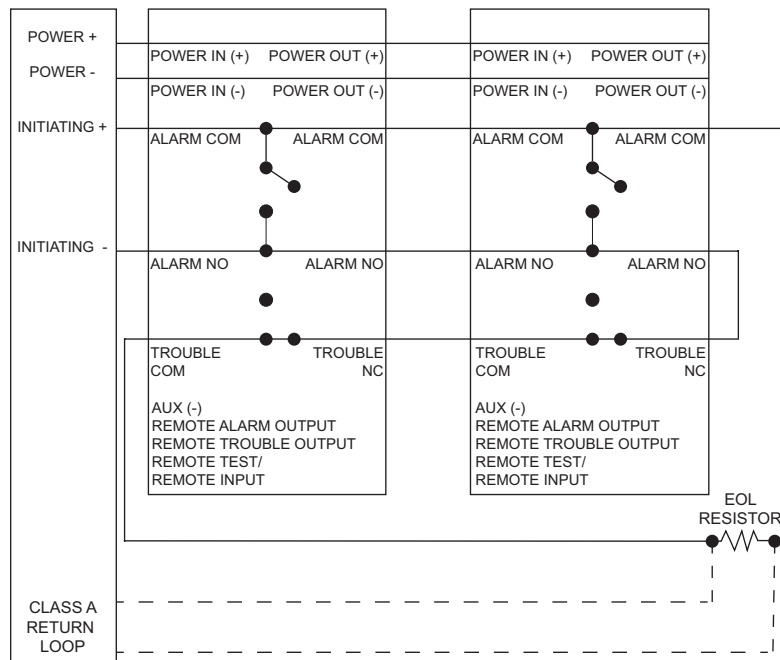 POWER +
POWER -
INITIATING +
INITIATING -
CLASS A
RETURN
LOOP
POWER IN (+) POWER OUT (+)
POWER IN (-) POWER OUT (-)
ALARM COM ALARM COM
ALARM NO ALARM NO
TROUBLE TROUBLE
COM NC
AUX (-)
REMOTE ALARM OUTPUT
REMOTE TROUBLE OUTPUT
REMOTE TEST/
REMOTE INPUT
POWER IN (+) POWER OUT (+)
POWER IN (-) POWER OUT (-)
ALARM COM ALARM COM
ALARM NO ALARM NO
TROUBLE TROUBLE
COM NC
AUX (-)
REMOTE ALARM OUTPUT
REMOTE TROUBLE OUTPUT
REMOTE TEST/
REMOTE INPUT
EOL
RESISTOR